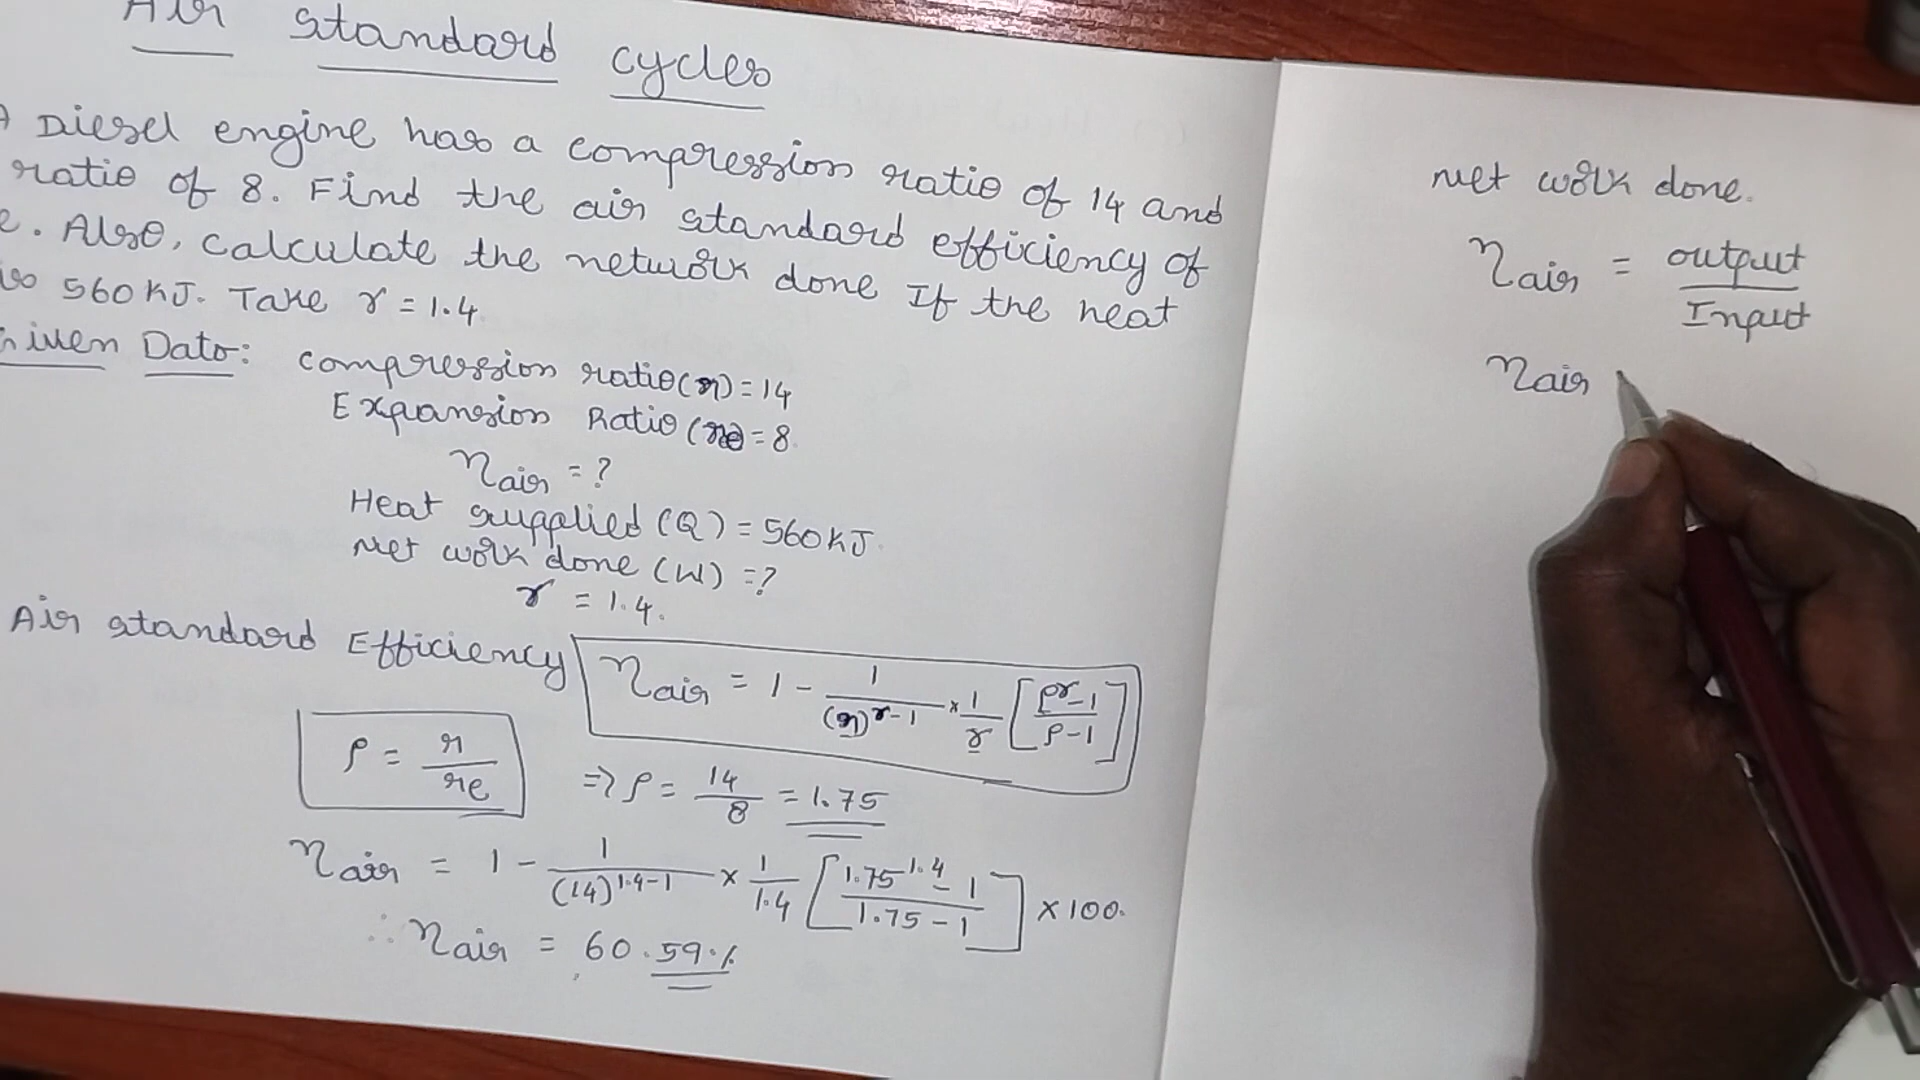 Air standard cycles
A Diesel engine has a compression ratio of 14 and
ratio of 8. Find the air standard efficiency of
e. Also, calculate the network done If the heat
is 560 kJ. Take γ = 1.4
Given Data: compression ratio (r) = 14
Expansion Ratio (re) = 8
ηair = ?
Heat supplied (Q) = 560 kJ.
Net work done (W) = ?
γ = 1.4.
Air standard Efficiency ηair = 1 - 1/(r)^γ-1 × 1/γ [ρ^γ-1/ρ-1]
ρ = r/re ⇒ ρ = 14/8 = 1.75
ηair = 1 - 1/(14)^1.4-1 × 1/1.4 [1.75^1.4 - 1/1.75 - 1] × 100.
∴ ηair = 60.59%
Net work done.
ηair = output/Input
ηair